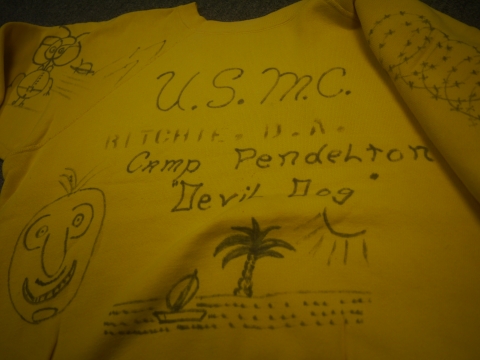 U.S.M.C.
RITCHIE. D.A.
Camp Pendelton
"Devil Dog"